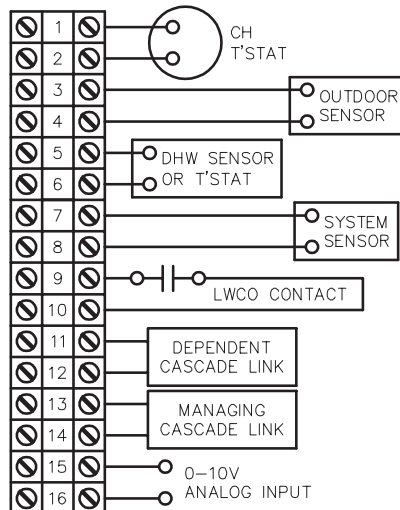 1
CH
T'STAT
2
3
OUTDOOR
SENSOR
4
5
DHW SENSOR
OR T'STAT
6
7
SYSTEM
SENSOR
8
9
LWCO CONTACT
10
11
DEPENDENT
CASCADE LINK
12
13
MANAGING
CASCADE LINK
14
15
0-10V
ANALOG INPUT
16